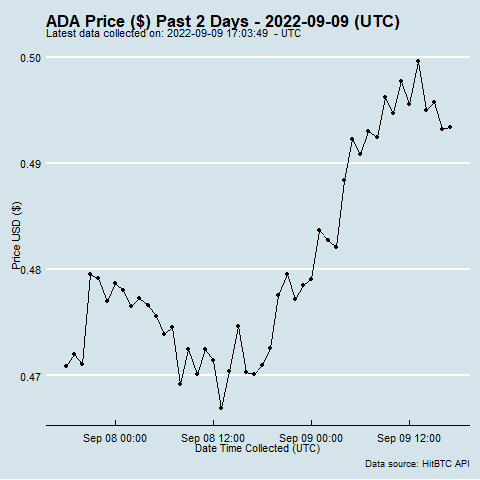 ADA Price ($) Past 2 Days - 2022-09-09 (UTC)
Latest data collected on: 2022-09-09 17:03:49 - UTC
0.50
0.49
0.48
0.47
Price USD ($)
Sep 08 00:00 Sep 08 12:00 Sep 09 00:00 Sep 09 12:00
Date Time Collected (UTC)
Data source: HitBTC API